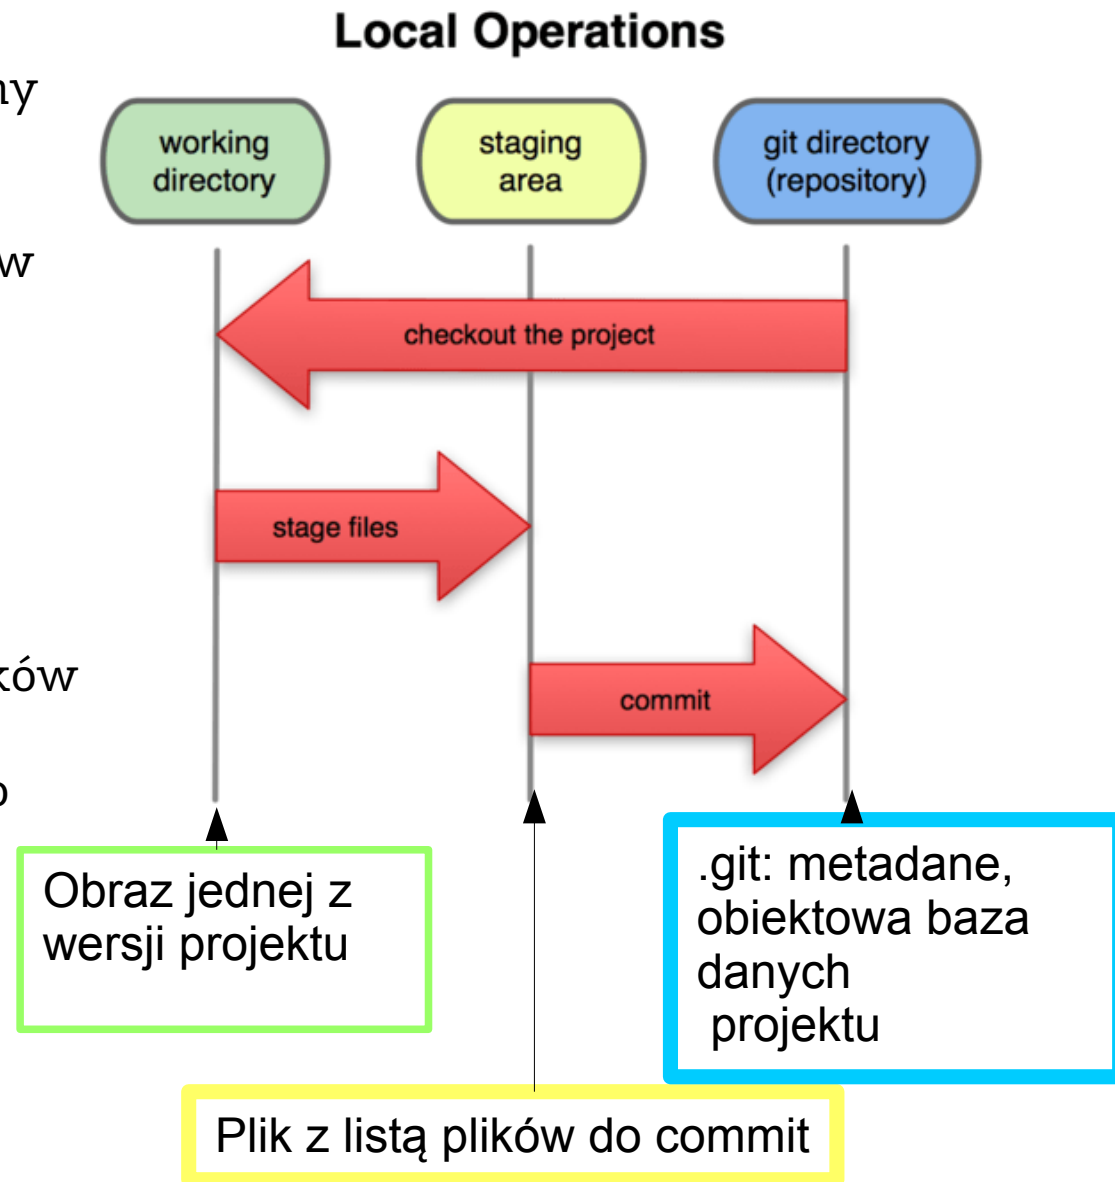 Local Operations
working
directory
staging
area
git directory
(repository)
checkout the project
stage files
commit
Obraz jednej z
wersji projektu
.git: metadane,
obiektowa baza
danych
projektu
Plik z listą plików do commit